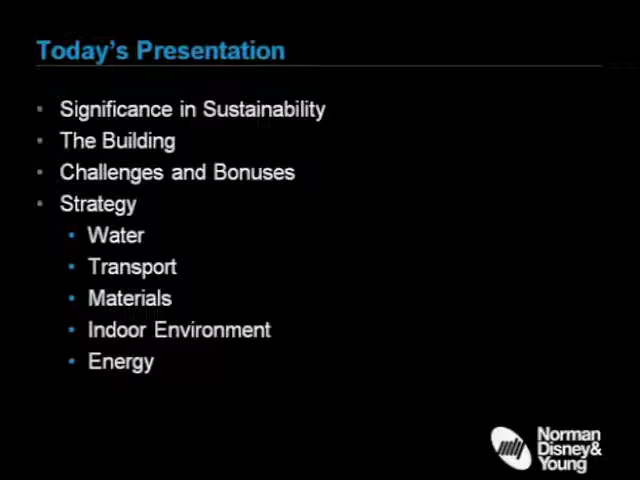 Today's Presentation
• Significance in Sustainability
• The Building
• Challenges and Bonuses
• Strategy
• Water
• Transport
• Materials
• Indoor Environment
• Energy
Norman
Disney&
Young